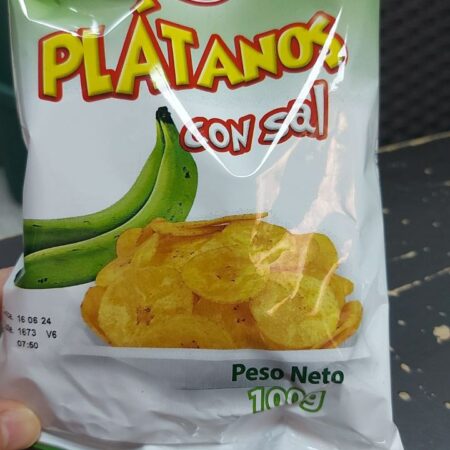 PLÁTANOS
con sal
16 06 24
1673 V6
07:50
Peso Neto
100g